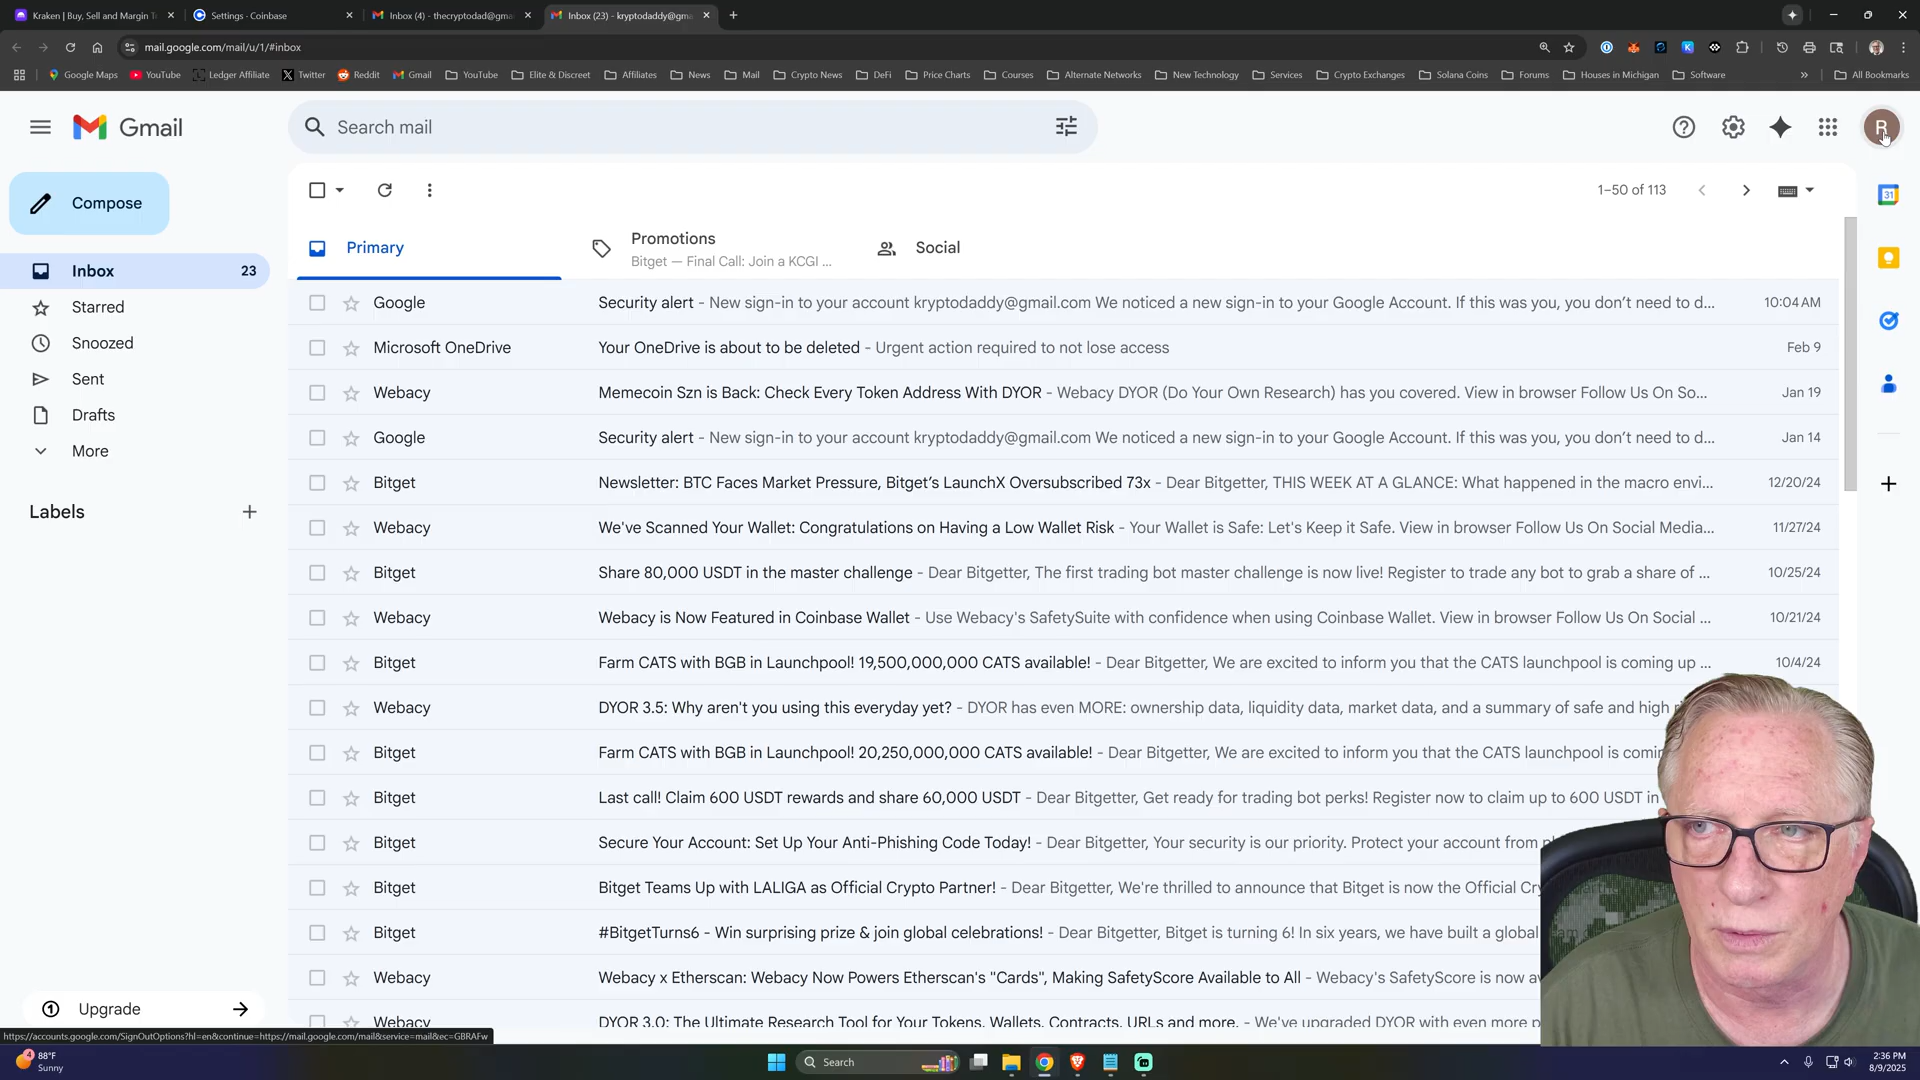 Kraken | Buy, Sell and Margin T
Settings - Coinbase
Inbox (4) - thecryptodad@gmail
Inbox (23) - kryptodaddy@gma
mail.google.com/mail/u/1/#inbox
Google Maps YouTube Ledger Affiliate Twitter Reddit Gmail YouTube Elite & Discreet Affiliates News Mail Crypto News DeFi Price Charts Courses Alternate Networks New Technology Services Crypto Exchanges Solana Coins Forums Houses in Michigan Software » All Bookmarks
Gmail
Search mail
Compose
1–50 of 113
Primary
Promotions
Bitget — Final Call: Join a KCGI ...
Social
Inbox 23
Starred
Snoozed
Sent
Drafts
More
Labels
Google Security alert - New sign-in to your account kryptodaddy@gmail.com We noticed a new sign-in to your Google Account. If this was you, you don't need to d... 10:04 AM
Microsoft OneDrive Your OneDrive is about to be deleted - Urgent action required to not lose access Feb 9
Webacy Memecoin Szn is Back: Check Every Token Address With DYOR - Webacy DYOR (Do Your Own Research) has you covered. View in browser Follow Us On So... Jan 19
Google Security alert - New sign-in to your account kryptodaddy@gmail.com We noticed a new sign-in to your Google Account. If this was you, you don't need to d... Jan 14
Bitget Newsletter: BTC Faces Market Pressure, Bitget's LaunchX Oversubscribed 73x - Dear Bitgetter, THIS WEEK AT A GLANCE: What happened in the macro envi... 12/20/24
Webacy We've Scanned Your Wallet: Congratulations on Having a Low Wallet Risk - Your Wallet is Safe: Let's Keep it Safe. View in browser Follow Us On Social Media... 11/27/24
Bitget Share 80,000 USDT in the master challenge - Dear Bitgetter, The first trading bot master challenge is now live! Register to trade any bot to grab a share of ... 10/25/24
Webacy Webacy is Now Featured in Coinbase Wallet - Use Webacy's SafetySuite with confidence when using Coinbase Wallet. View in browser Follow Us On Social ... 10/21/24
Bitget Farm CATS with BGB in Launchpool! 19,500,000,000 CATS available! - Dear Bitgetter, We are excited to inform you that the CATS launchpool is coming up ... 10/4/24
Webacy DYOR 3.5: Why aren't you using this everyday yet? - DYOR has even MORE: ownership data, liquidity data, market data, and a summary of safe and high
Bitget Farm CATS with BGB in Launchpool! 20,250,000,000 CATS available! - Dear Bitgetter, We are excited to inform you that the CATS launchpool is
Bitget Last call! Claim 600 USDT rewards and share 60,000 USDT - Dear Bitgetter, Get ready for trading bot perks! Register now to claim up to 600 USDT in
Bitget Secure Your Account: Set Up Your Anti-Phishing Code Today! - Dear Bitgetter, Your security is our priority. Protect your account from
Bitget Bitget Teams Up with LALIGA as Official Crypto Partner! - Dear Bitgetter, We're thrilled to announce that Bitget is now the Official
Bitget #BitgetTurns6 - Win surprising prize & join global celebrations! - Dear Bitgetter, Bitget is turning 6! In six years, we have built a global
Webacy Webacy x Etherscan: Webacy Now Powers Etherscan's "Cards", Making SafetyScore Available to All - Webacy's SafetyScore is now
Webacy DYOR 3.0: The Ultimate Research Tool for Your Tokens, Wallets, Contracts, URLs and more. - We've upgraded DYOR with even more
Upgrade
https://accounts.google.com/SignOutOptions?hl=en&continue=https://mail.google.com/mail&service=mail&ec=GBRAFw
88°F
Sunny
Search
2:36 PM
8/9/2025